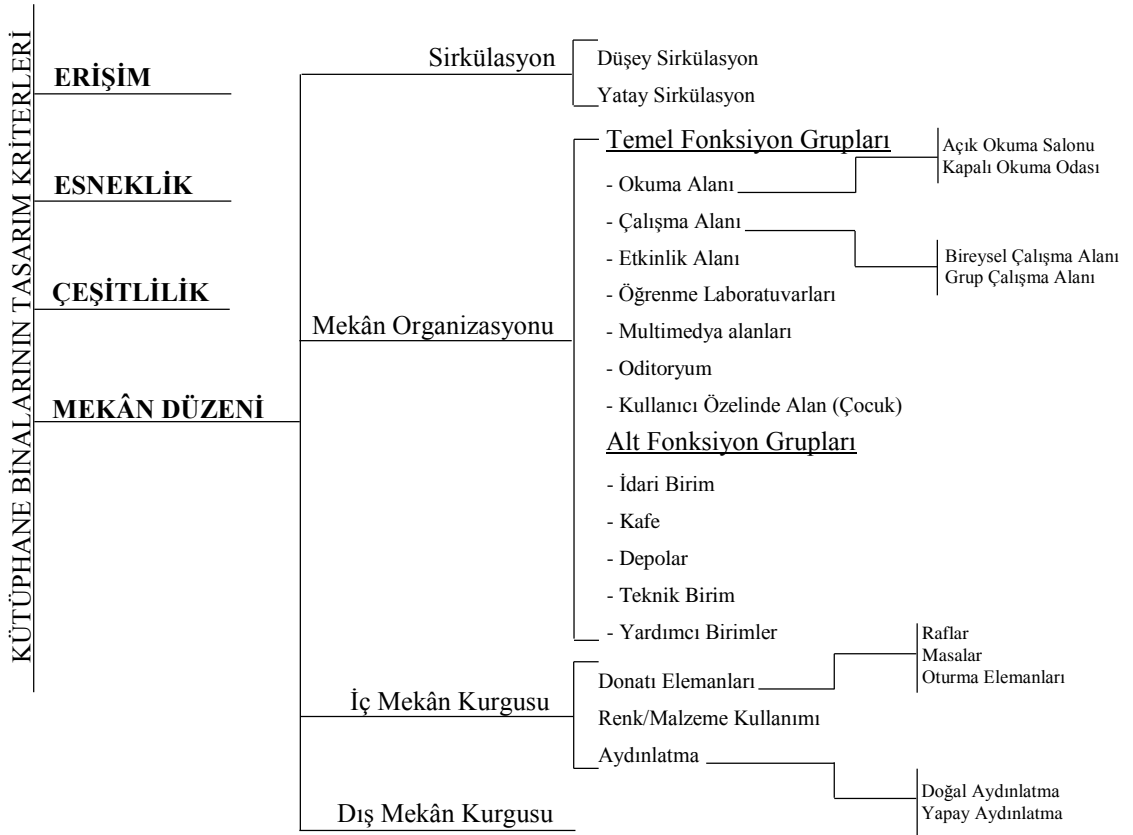 KÜTÜPHANE BİNALARININ TASARIM KRİTERLERİ
ERİŞİM
ESNEKLİK
ÇEŞİTLİLİK
MEKÂN DÜZENİ
Sirkülasyon
Düşey Sirkülasyon
Yatay Sirkülasyon
Mekân Organizasyonu
Temel Fonksiyon Grupları
- Okuma Alanı
Açık Okuma Salonu
Kapalı Okuma Odası
- Çalışma Alanı
Bireysel Çalışma Alanı
Grup Çalışma Alanı
- Etkinlik Alanı
- Öğrenme Laboratuvarları
- Multimedya alanları
- Oditoryum
- Kullanıcı Özelinde Alan (Çocuk)
Alt Fonksiyon Grupları
- İdari Birim
- Kafe
- Depolar
- Teknik Birim
- Yardımcı Birimler
İç Mekân Kurgusu
Donatı Elemanları
Raflar
Masalar
Oturma Elemanları
Renk/Malzeme Kullanımı
Aydınlatma
Doğal Aydınlatma
Yapay Aydınlatma
Dış Mekân Kurgusu